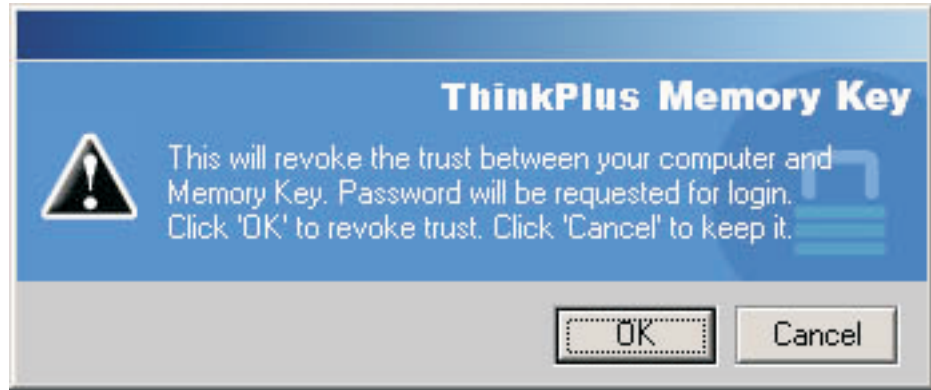 ThinkPlus Memory Key
This will revoke the trust between your computer and
Memory Key. Password will be requested for login.
Click 'OK' to revoke trust. Click 'Cancel' to keep it.
OK
Cancel